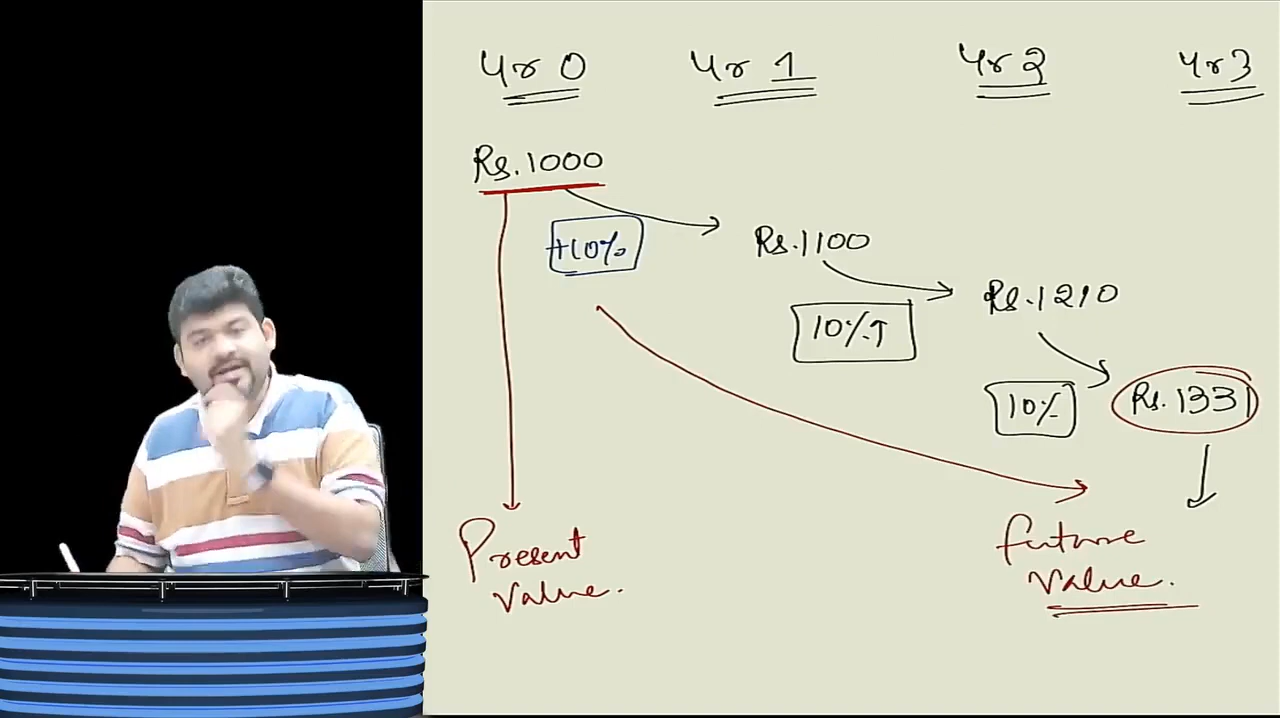 Yr 0 Yr 1 Yr 2 Yr 3
Rs.1000
+10%
Rs.1100
10%↑
Rs.1210
10%
Rs.1331
Present
Value.
future
Value.